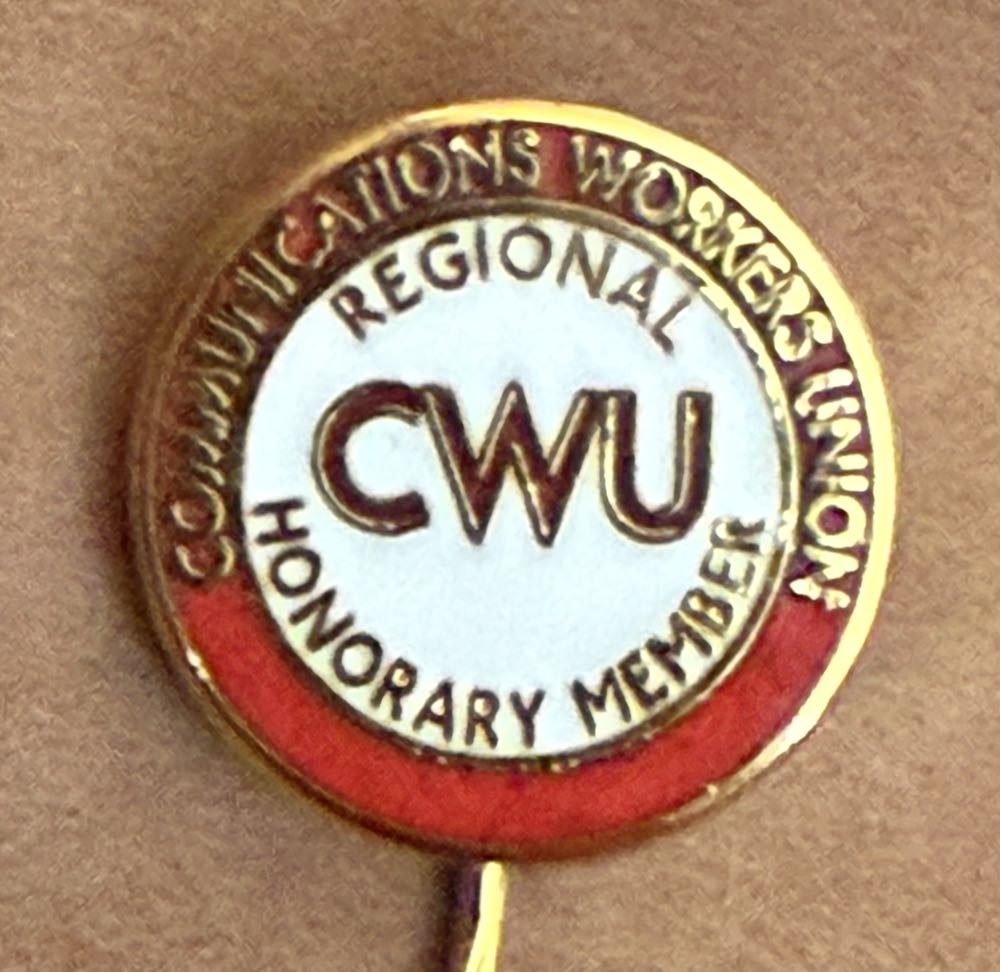 COMMUNICATIONS WORKERS UNION
REGIONAL
CWU
HONORARY MEMBER